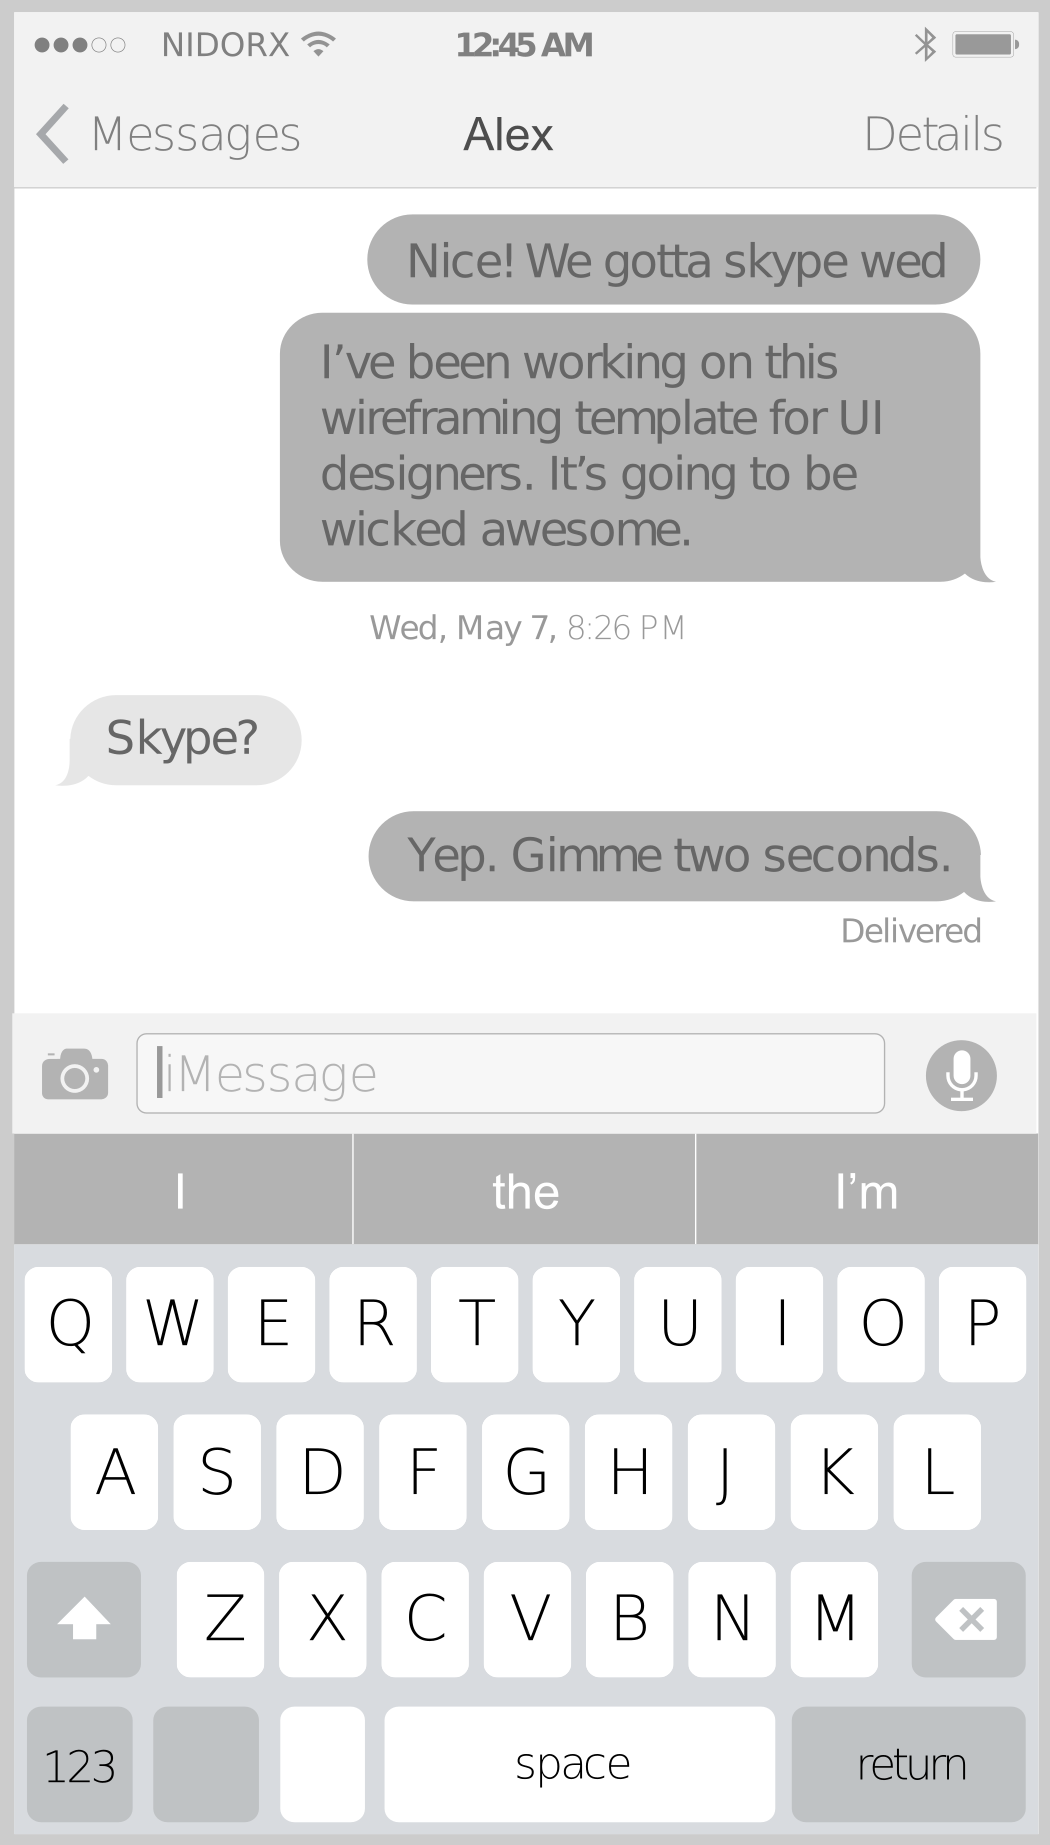 NIDORX 12:45 AM
Messages Alex Details
Nice! We gotta skype wed
I’ve been working on this
wireframing template for UI
designers. It’s going to be
wicked awesome.
Wed, May 7, 8:26 PM
Skype?
Yep. Gimme two seconds.
Delivered
iMessage
I the I’m
Q W E R T Y U I O P
A S D F G H J K L
Z X C V B N M
123 space return